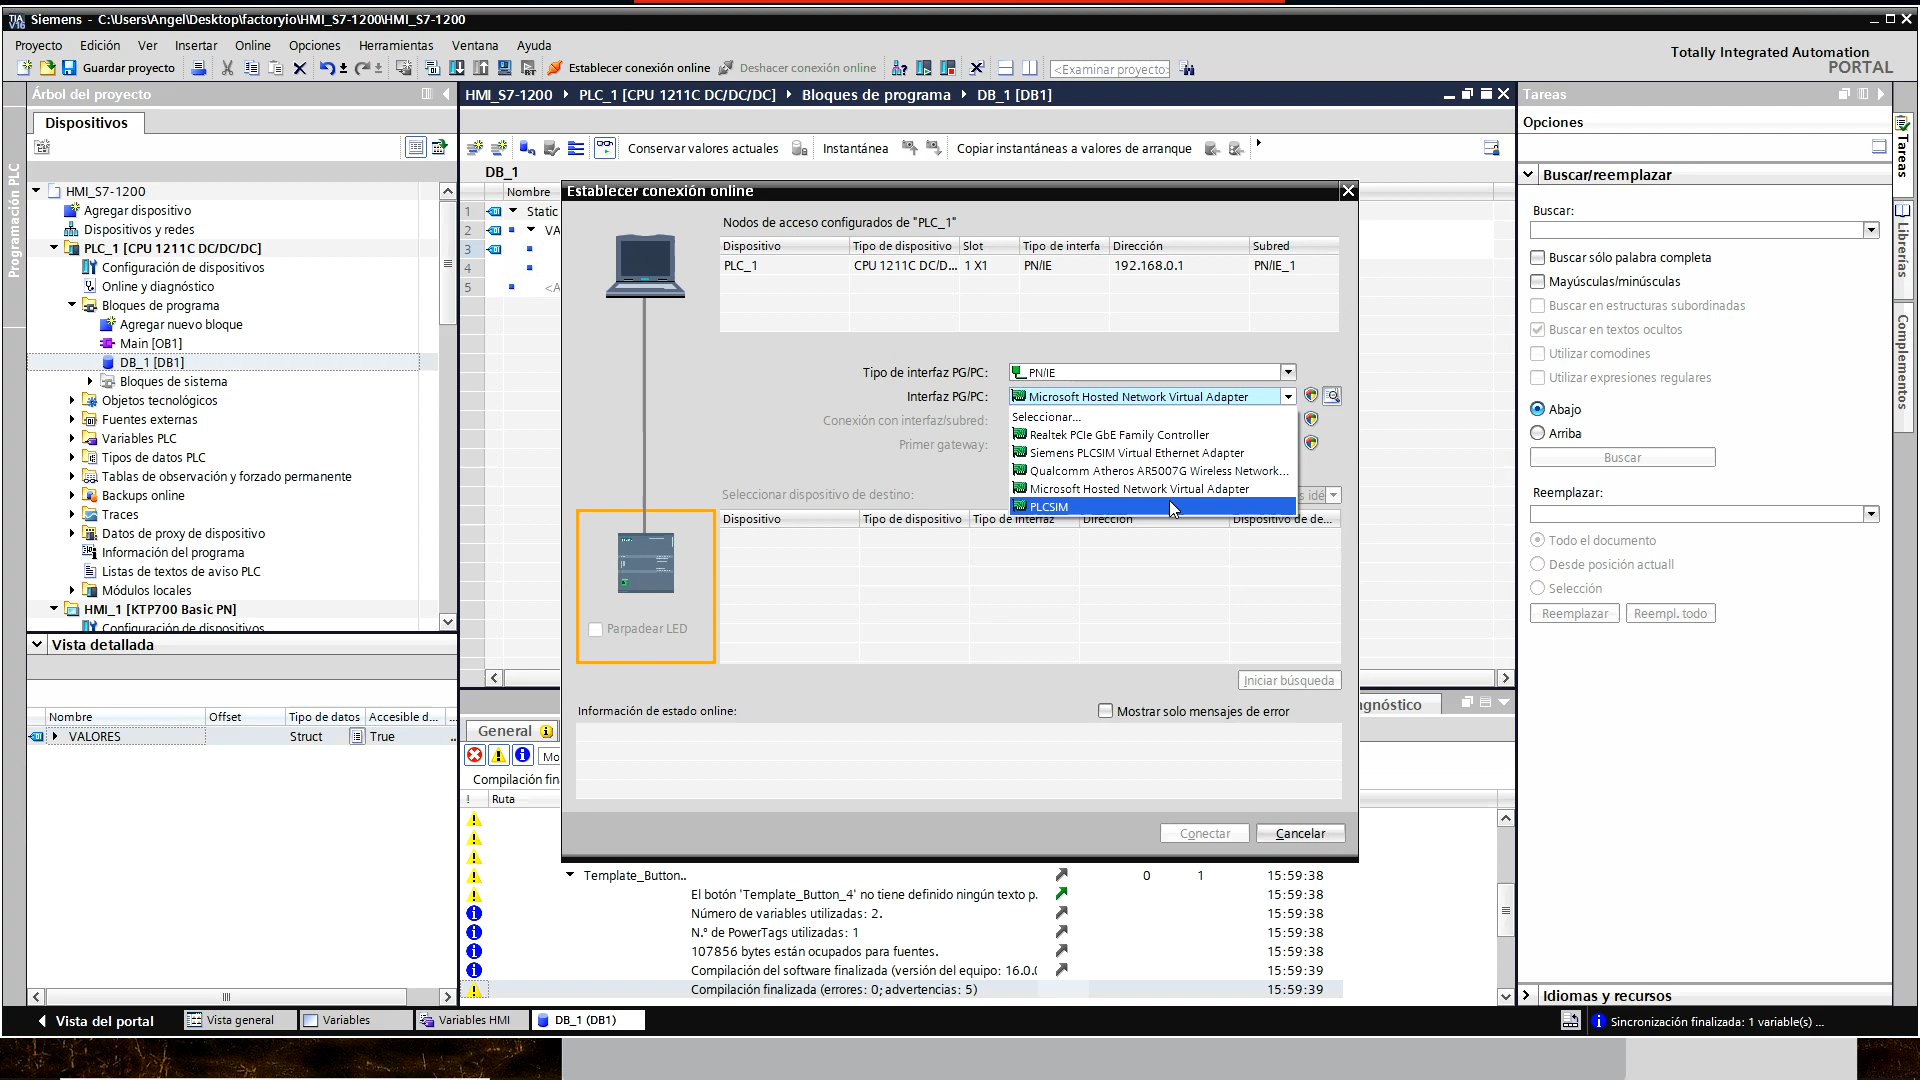 Siemens - C:\Users\Angel\Desktop\factoryio\HMI_S7-1200\HMI_S7-1200
Proyecto Edición Ver Insertar Online Opciones Herramientas Ventana Ayuda
Totally Integrated Automation
PORTAL
Guardar proyecto Establecer conexión online Deshacer conexión online <Examinar proyecto>
Árbol del proyecto
HMI_S7-1200 PLC_1 [CPU 1211C DC/DC/DC] Bloques de programa DB_1 [DB1]
Tareas
Dispositivos
Opciones
Conservar valores actuales Instantánea Copiar instantáneas a valores de arranque
DB_1
Nombre
1 Static
2 VA
3
4
5 <A
Programación PLC
HMI_S7-1200
Agregar dispositivo
Dispositivos y redes
PLC_1 [CPU 1211C DC/DC/DC]
Configuración de dispositivos
Online y diagnóstico
Bloques de programa
Agregar nuevo bloque
Main [OB1]
DB_1 [DB1]
Bloques de sistema
Objetos tecnológicos
Fuentes externas
Variables PLC
Tipos de datos PLC
Tablas de observación y forzado permanente
Backups online
Traces
Datos de proxy de dispositivo
Información del programa
Listas de textos de aviso PLC
Módulos locales
HMI_1 [KTP700 Basic PN]
Configuración de dispositivos
Vista detallada
Nombre Offset Tipo de datos Accesible d... ...
VALORES Struct True ...
Establecer conexión online
Nodos de acceso configurados de "PLC_1"
Dispositivo Tipo de dispositivo Slot Tipo de interfa Dirección Subred
PLC_1 CPU 1211C DC/D... 1 X1 PN/IE 192.168.0.1 PN/IE_1
Tipo de interfaz PG/PC: PN/IE
Interfaz PG/PC: Microsoft Hosted Network Virtual Adapter
Conexión con interfaz/subred:
Primer gateway:
Seleccionar...
Realtek PCIe GbE Family Controller
Siemens PLCSIM Virtual Ethernet Adapter
Qualcomm Atheros AR5007G Wireless Network...
Microsoft Hosted Network Virtual Adapter
PLCSIM
Seleccionar dispositivo de destino: s idé
Dispositivo Tipo de dispositivo Tipo de interfaz Dirección Dispositivo de de...
Parpadear LED
Iniciar búsqueda
Información de estado online: Mostrar solo mensajes de error
Conectar Cancelar
gnóstico
General
Mo
Compilación fin
! Ruta
Template_Button.. 0 1 15:59:38
El botón 'Template_Button_4' no tiene definido ningún texto p. 15:59:38
Número de variables utilizadas: 2. 15:59:38
N.º de PowerTags utilizadas: 1 15:59:38
107856 bytes están ocupados para fuentes. 15:59:38
Compilación del software finalizada (versión del equipo: 16.0.0 15:59:39
Compilación finalizada (errores: 0; advertencias: 5) 15:59:39
Buscar/reemplazar
Buscar:
Buscar sólo palabra completa
Mayúsculas/minúsculas
Buscar en estructuras subordinadas
Buscar en textos ocultos
Utilizar comodines
Utilizar expresiones regulares
Abajo
Arriba
Buscar
Reemplazar:
Todo el documento
Desde posición actuall
Selección
Reemplazar Reempl. todo
Idiomas y recursos
Tareas
Librerías
Complementos
Vista del portal Vista general Variables Variables HMI DB_1 (DB1) Sincronización finalizada: 1 variable(s) ...